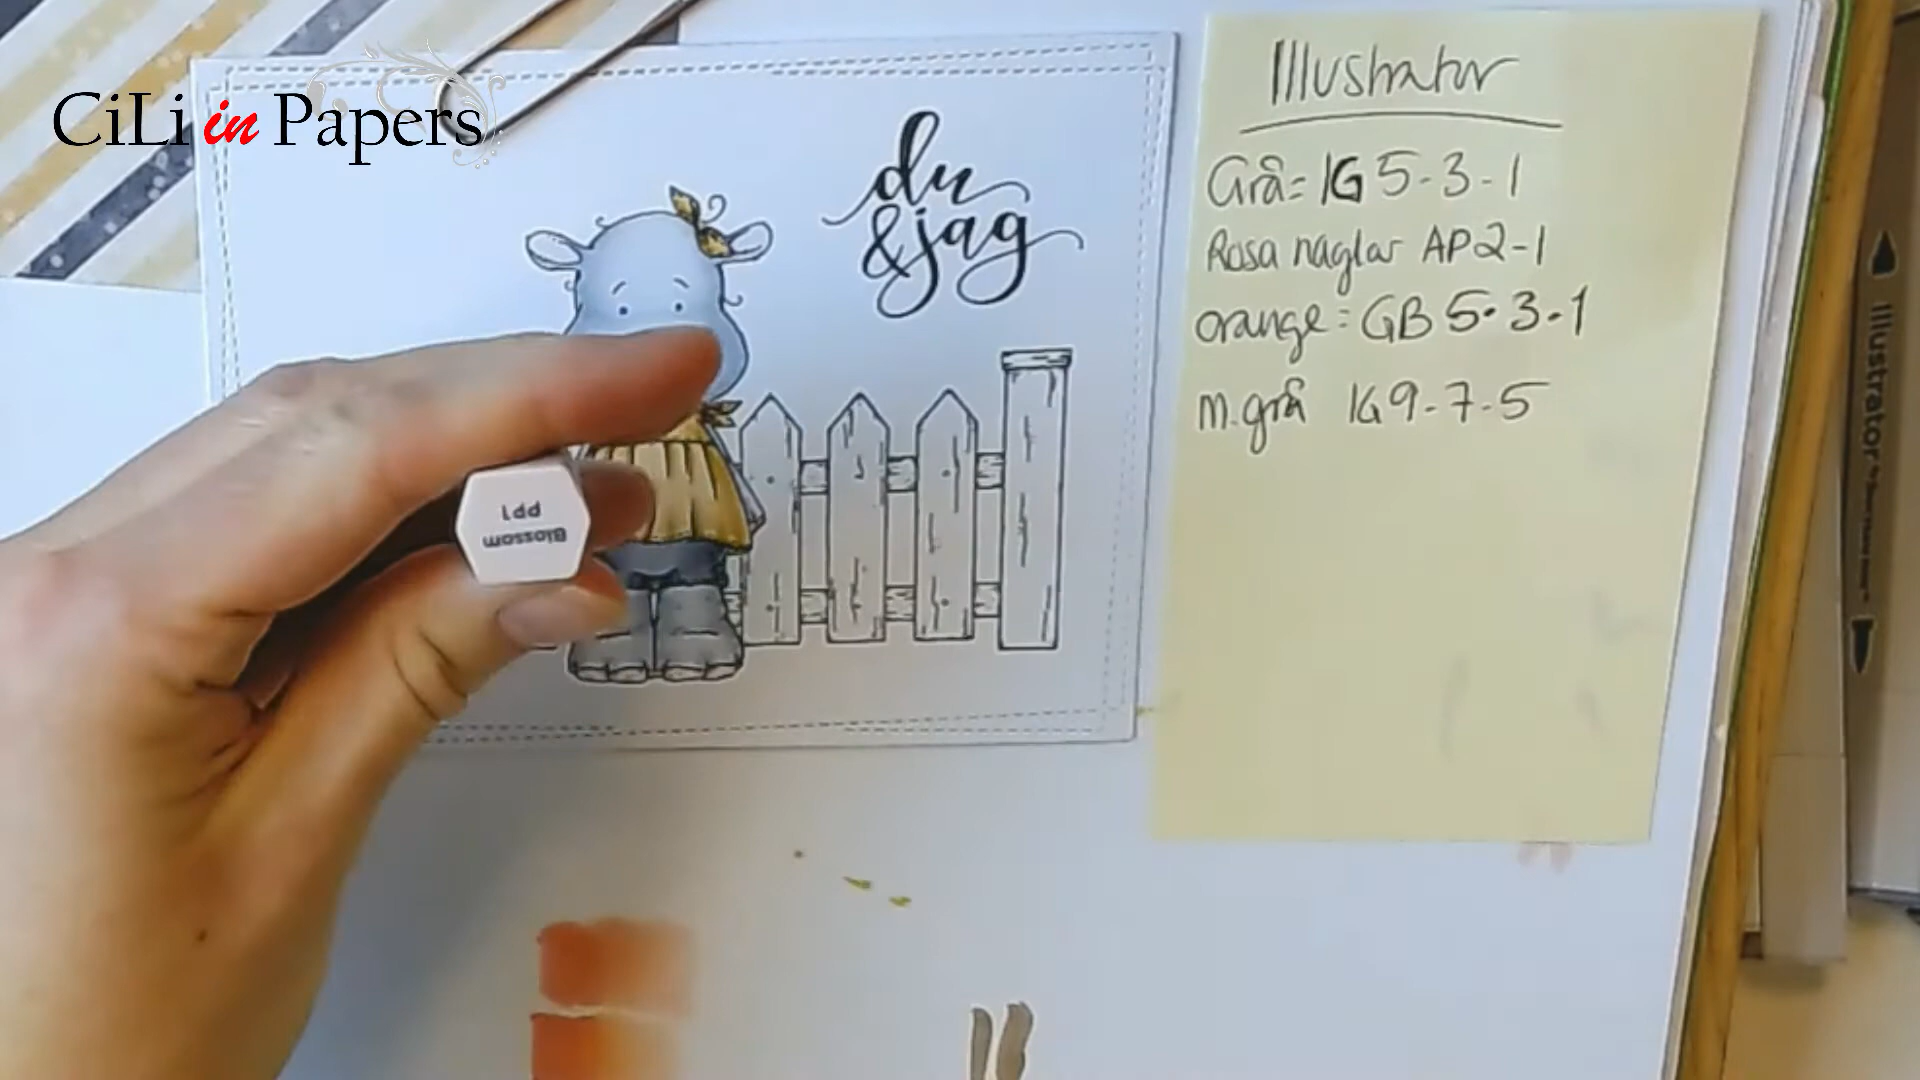 CiLi in Papers
du
&jag
Illustrator
Grå= IG 5-3-1
Rosa naglar AP2-1
orange= GB 5-3-1
m.grå IG 9-7-5
Blossom
PP1
Illustrator